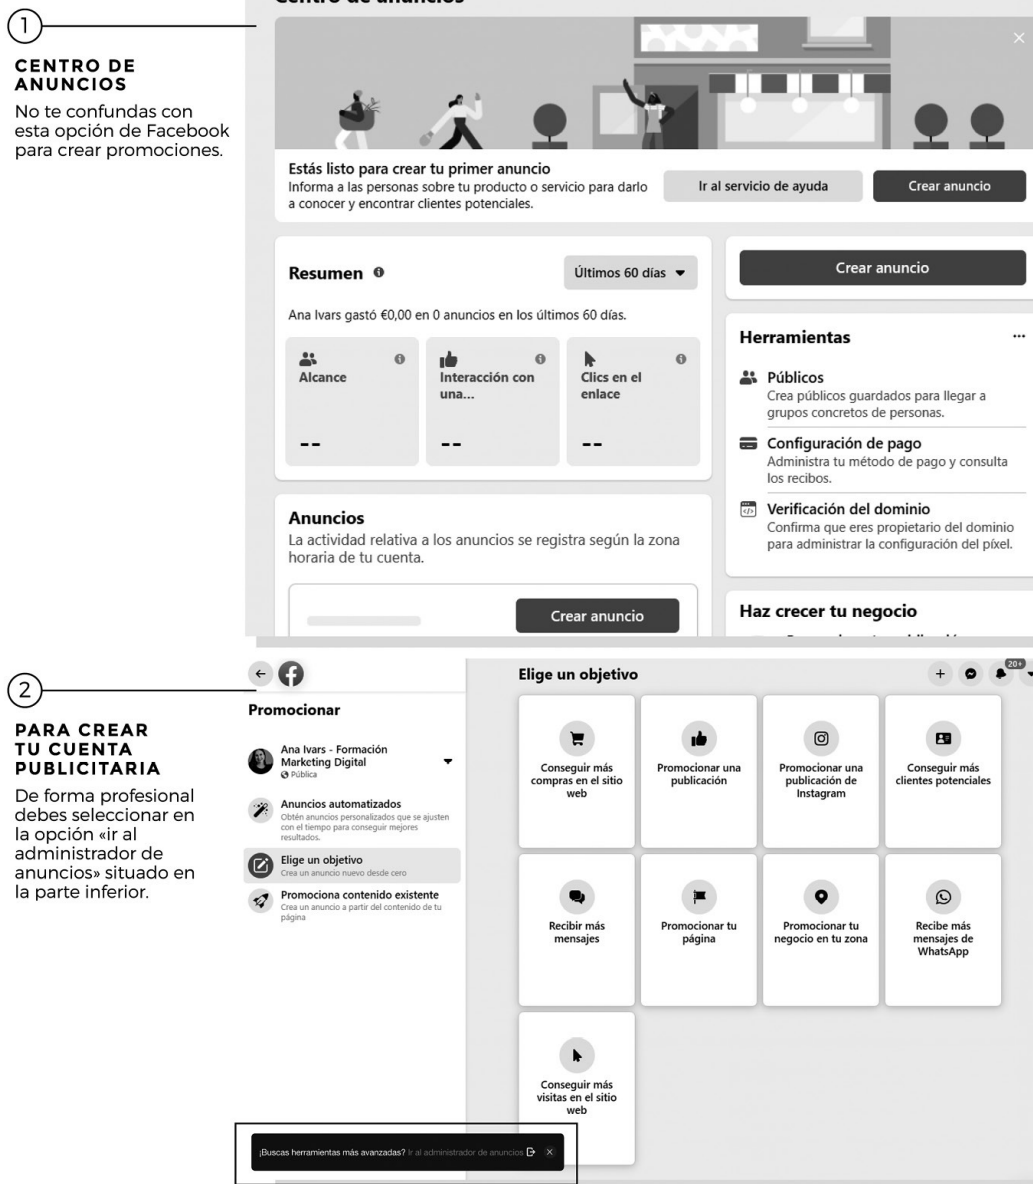 Centro de anuncios
1
CENTRO DE
ANUNCIOS
No te confundas con
esta opción de Facebook
para crear promociones.
Estás listo para crear tu primer anuncio
Informa a las personas sobre tu producto o servicio para darlo
a conocer y encontrar clientes potenciales.
Ir al servicio de ayuda
Crear anuncio
Resumen
Últimos 60 días
Ana Ivars gastó €0,00 en 0 anuncios en los últimos 60 días.
Alcance
--
Interacción con
una...
--
Clics en el
enlace
--
Crear anuncio
Herramientas
...
Públicos
Crea públicos guardados para llegar a
grupos concretos de personas.
Configuración de pago
Administra tu método de pago y consulta
los recibos.
Verificación del dominio
Confirma que eres propietario del dominio
para administrar la configuración del píxel.
Anuncios
La actividad relativa a los anuncios se registra según la zona
horaria de tu cuenta.
Crear anuncio
Haz crecer tu negocio
2
PARA CREAR
TU CUENTA
PUBLICITARIA
De forma profesional
debes seleccionar en
la opción «ir al
administrador de
anuncios» situado en
la parte inferior.
Promocionar
Ana Ivars - Formación
Marketing Digital
Pública
Anuncios automatizados
Obtén anuncios personalizados que se ajusten
con el tiempo para conseguir mejores
resultados.
Elige un objetivo
Crea un anuncio nuevo desde cero
Promociona contenido existente
Crea un anuncio a partir del contenido de tu
página
Elige un objetivo
20+
Conseguir más
compras en el sitio
web
Promocionar una
publicación
Promocionar una
publicación de
Instagram
Conseguir más
clientes potenciales
Recibir más
mensajes
Promocionar tu
página
Promocionar tu
negocio en tu zona
Recibe más
mensajes de
WhatsApp
Conseguir más
visitas en el sitio
web
¡Buscas herramientas más avanzadas? Ir al administrador de anuncios